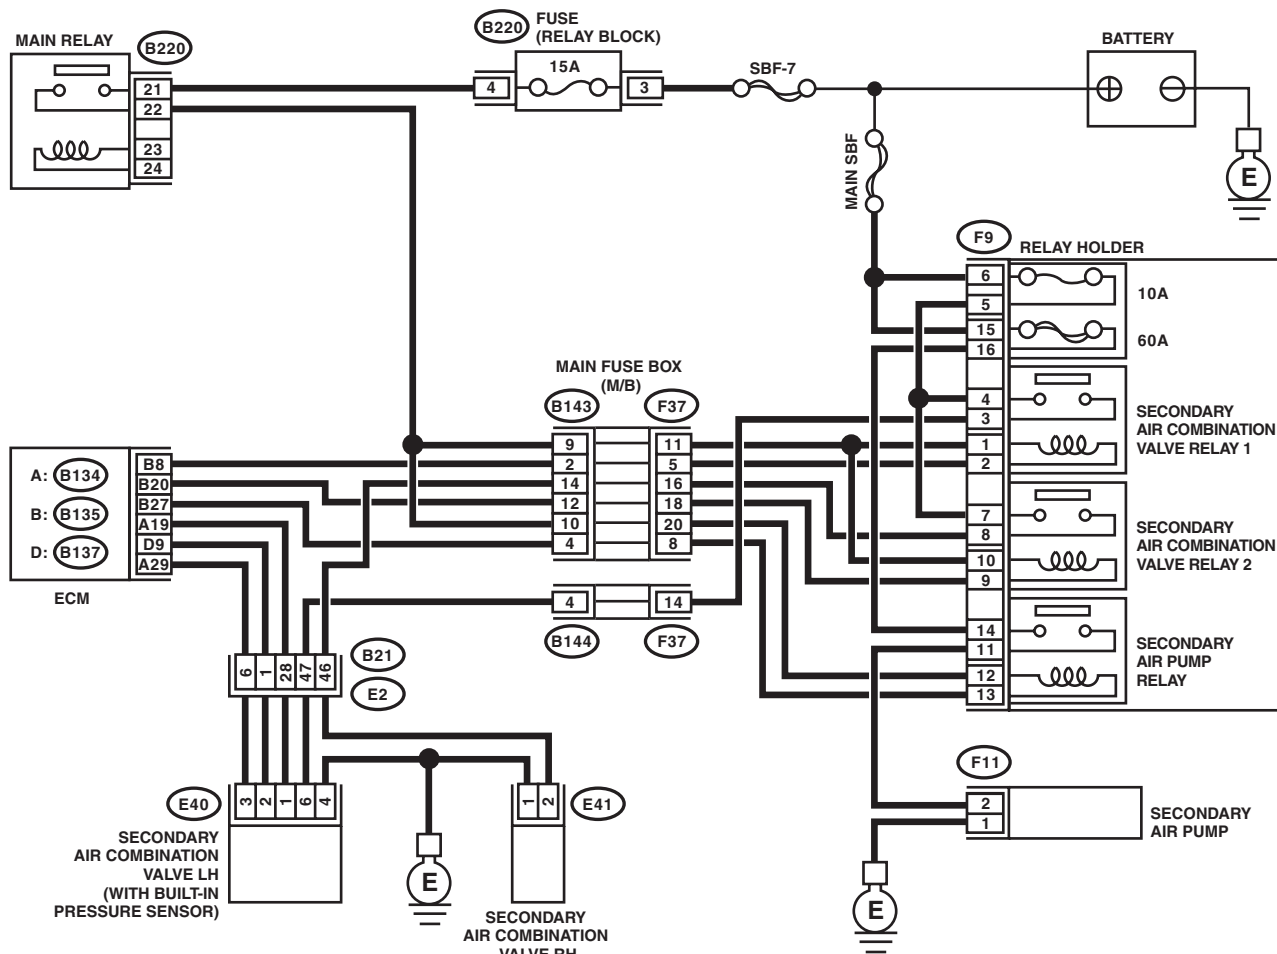 MAIN RELAY
B220
21
22
23
24
B220
FUSE
(RELAY BLOCK)
15A
4
3
SBF-7
BATTERY
E
MAIN SBF
F9
RELAY HOLDER
6
5
15
16
10A
60A
4
3
1
2
SECONDARY
AIR COMBINATION
VALVE RELAY 1
7
8
10
9
SECONDARY
AIR COMBINATION
VALVE RELAY 2
14
11
12
13
SECONDARY
AIR PUMP
RELAY
MAIN FUSE BOX
(M/B)
B143
F37
9
11
2
5
14
16
12
18
10
20
4
8
4
14
B144
F37
A: B134
B: B135
D: B137
B8
B20
B27
A19
D9
A29
ECM
6
1
28
47
46
B21
E2
E40
3
2
1
6
4
SECONDARY
AIR COMBINATION
VALVE LH
(WITH BUILT-IN
PRESSURE SENSOR)
E
1
2
E41
SECONDARY
AIR COMBINATION
VALVE RH
F11
2
1
SECONDARY
AIR PUMP
E